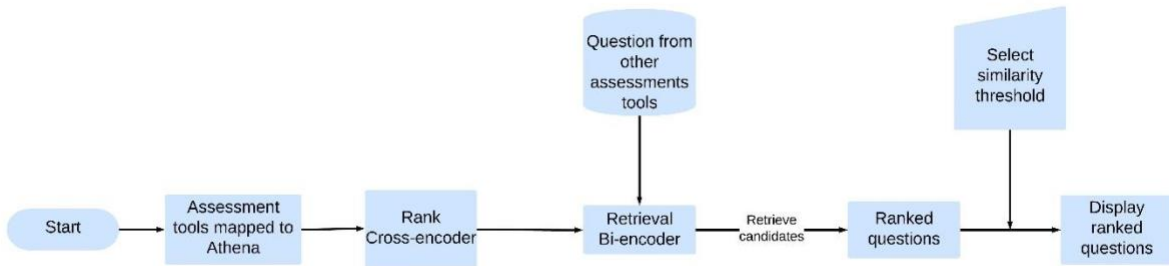 Start
Assessment
tools mapped to
Athena
Rank
Cross-encoder
Question from
other
assessments
tools
Retrieval
Bi-encoder
Retrieve
candidates
Ranked
questions
Select
similarity
threshold
Display
ranked
questions